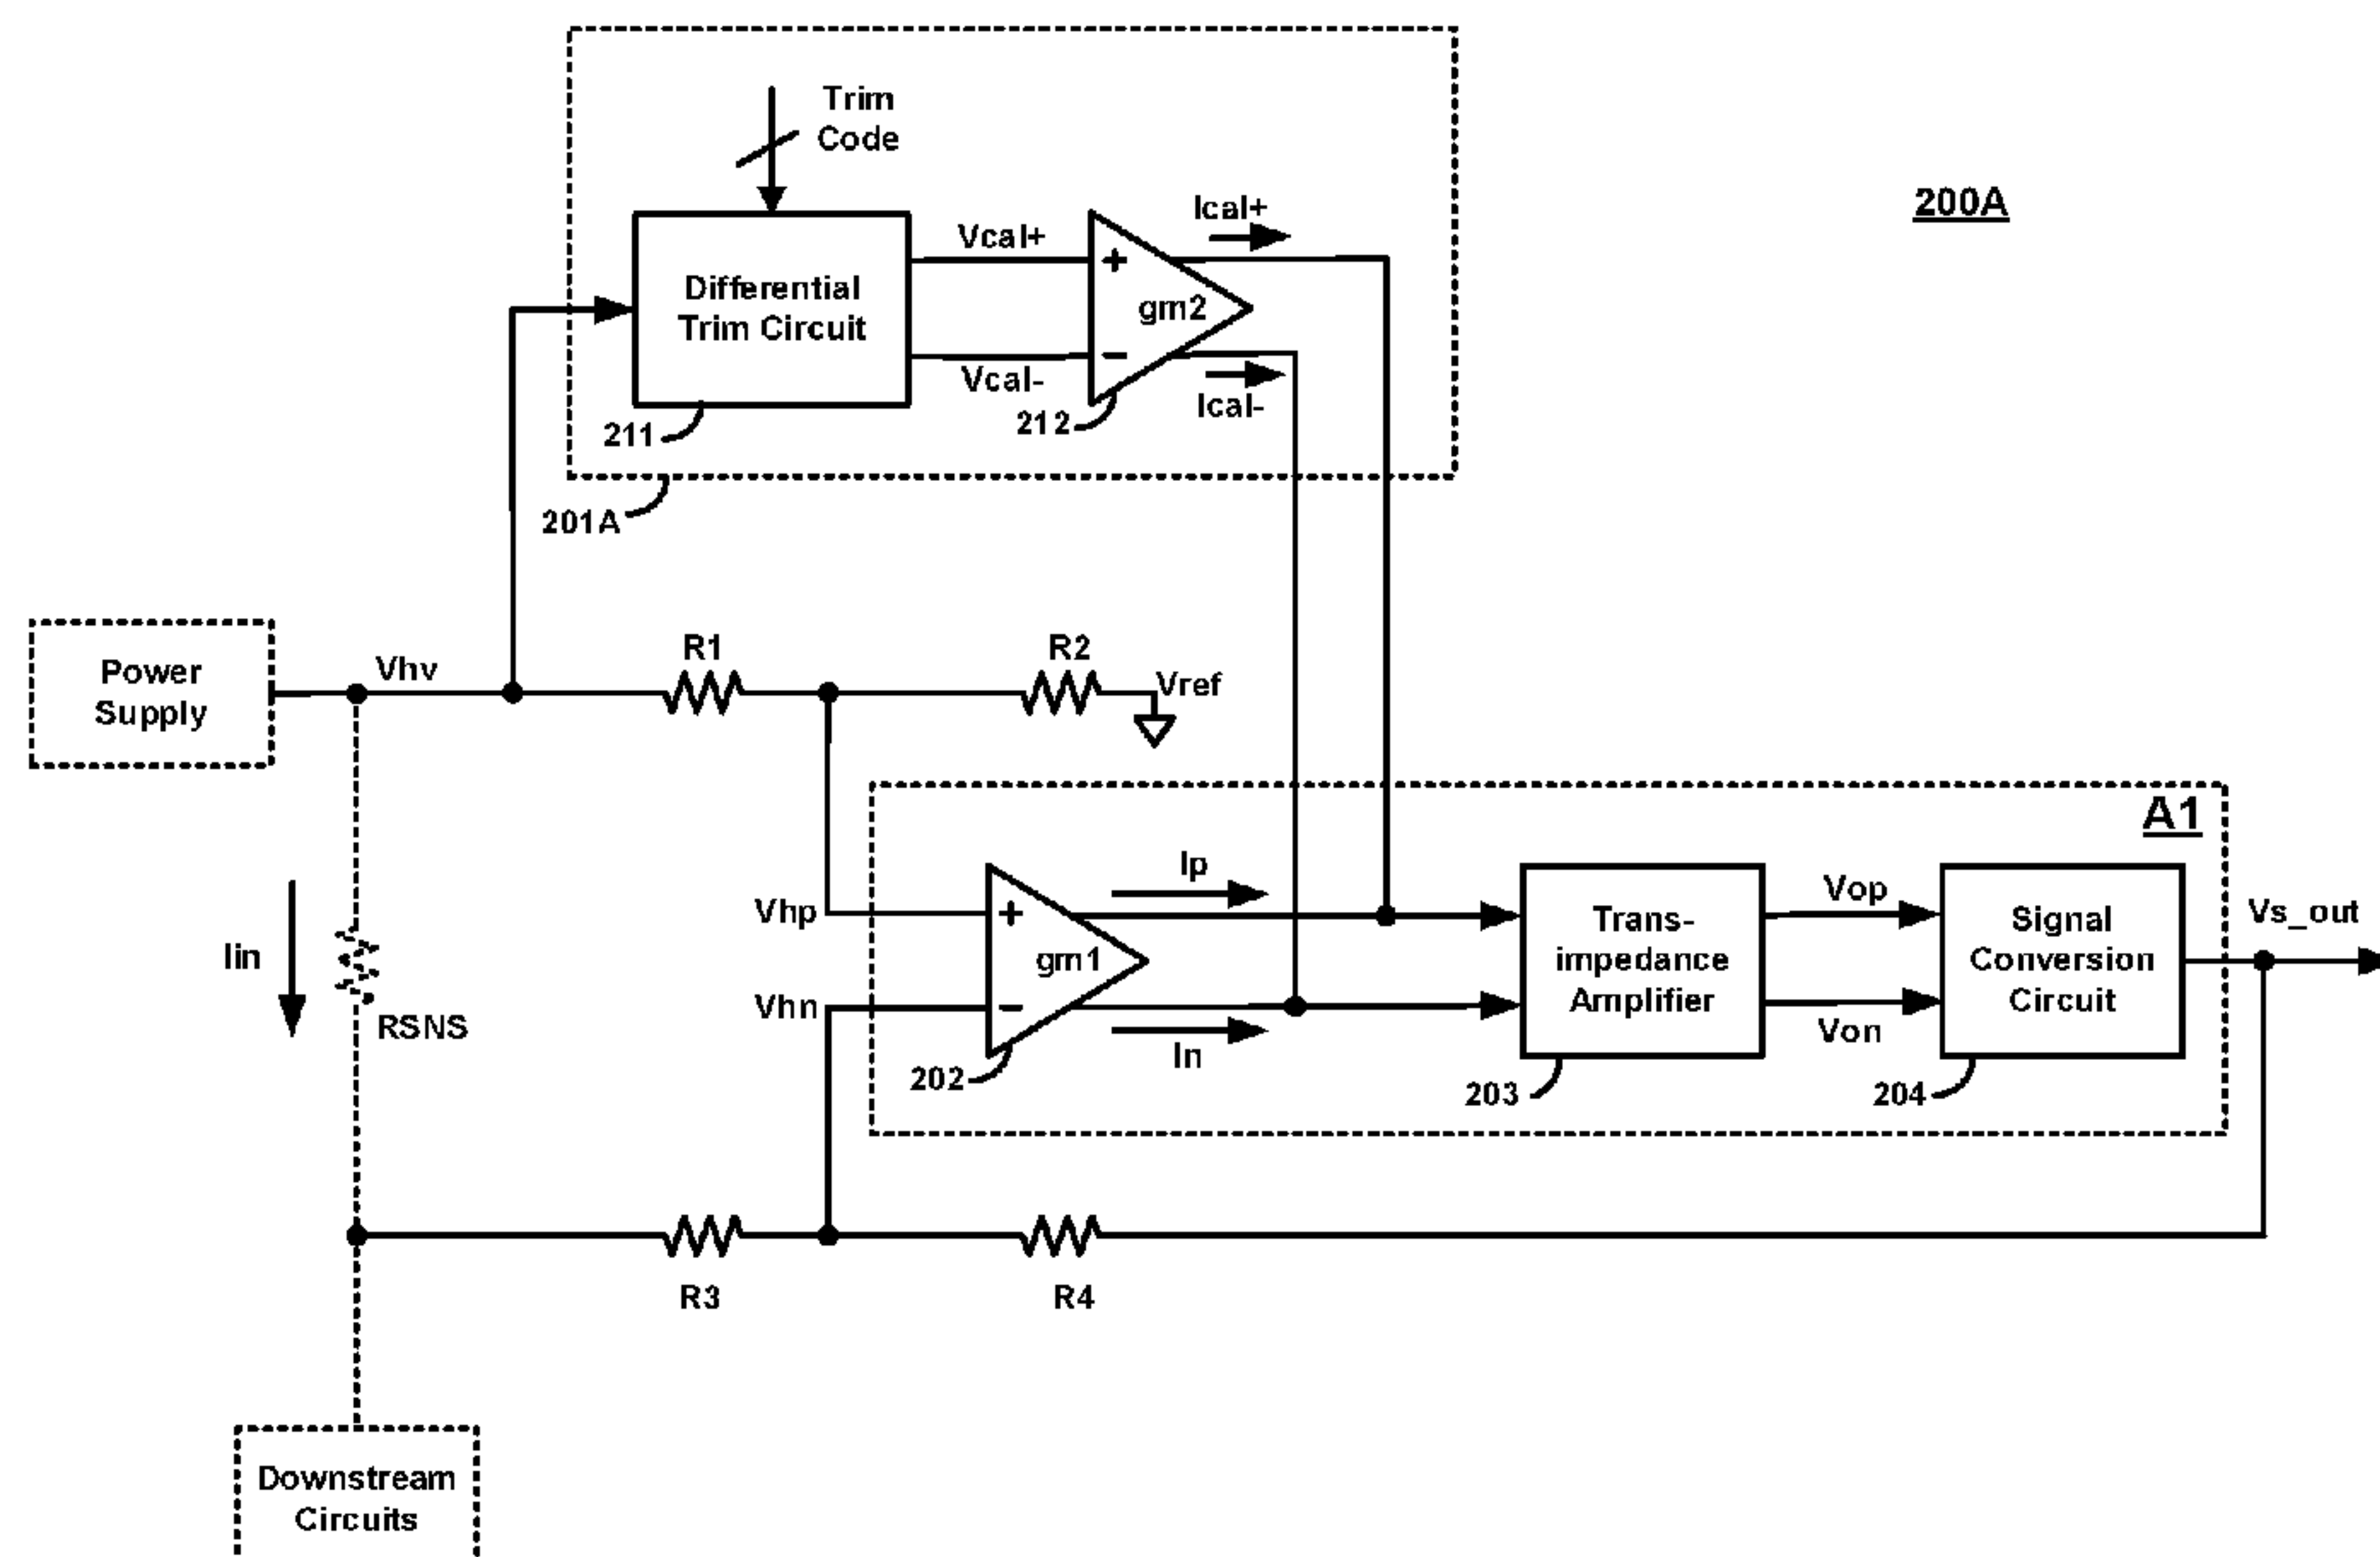 Trim
Code
200A
Ical+
Vcal+
+
Differential
Trim Circuit
gm2
−
Vcal-
Ical-
211
212
201A
Power
Supply
Vhv
R1
R2
Vref
A1
Ip
Vhp
+
Trans-
impedance
Amplifier
Vop
Signal
Conversion
Circuit
Vs_out
Iin
gm1
Vhn
−
RSNS
In
Von
202
203
204
R3
R4
Downstream
Circuits